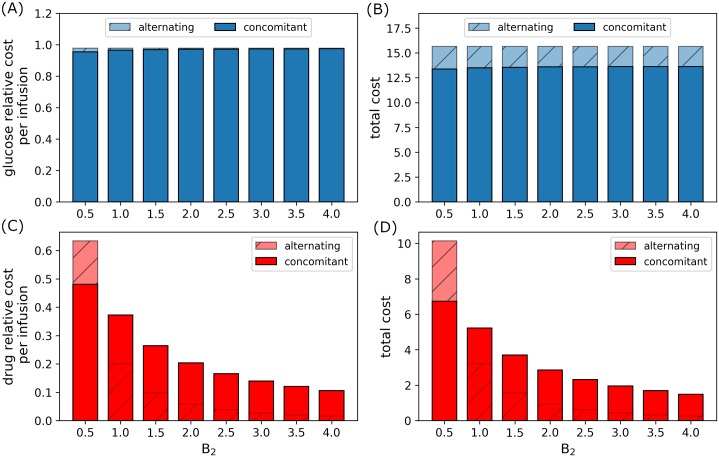 (A)
alternating
concomitant
glucose relative cost
per infusion
1.2
1.0
0.8
0.6
0.4
0.2
0.0
0.5 1.0 1.5 2.0 2.5 3.0 3.5 4.0
(B)
alternating
concomitant
total cost
17.5
15.0
12.5
10.0
7.5
5.0
2.5
0.0
0.5 1.0 1.5 2.0 2.5 3.0 3.5 4.0
(C)
alternating
concomitant
drug relative cost
per infusion
0.6
0.5
0.4
0.3
0.2
0.1
0.0
0.5 1.0 1.5 2.0 2.5 3.0 3.5 4.0
B₂
(D)
alternating
concomitant
total cost
10
8
6
4
2
0
0.5 1.0 1.5 2.0 2.5 3.0 3.5 4.0
B₂